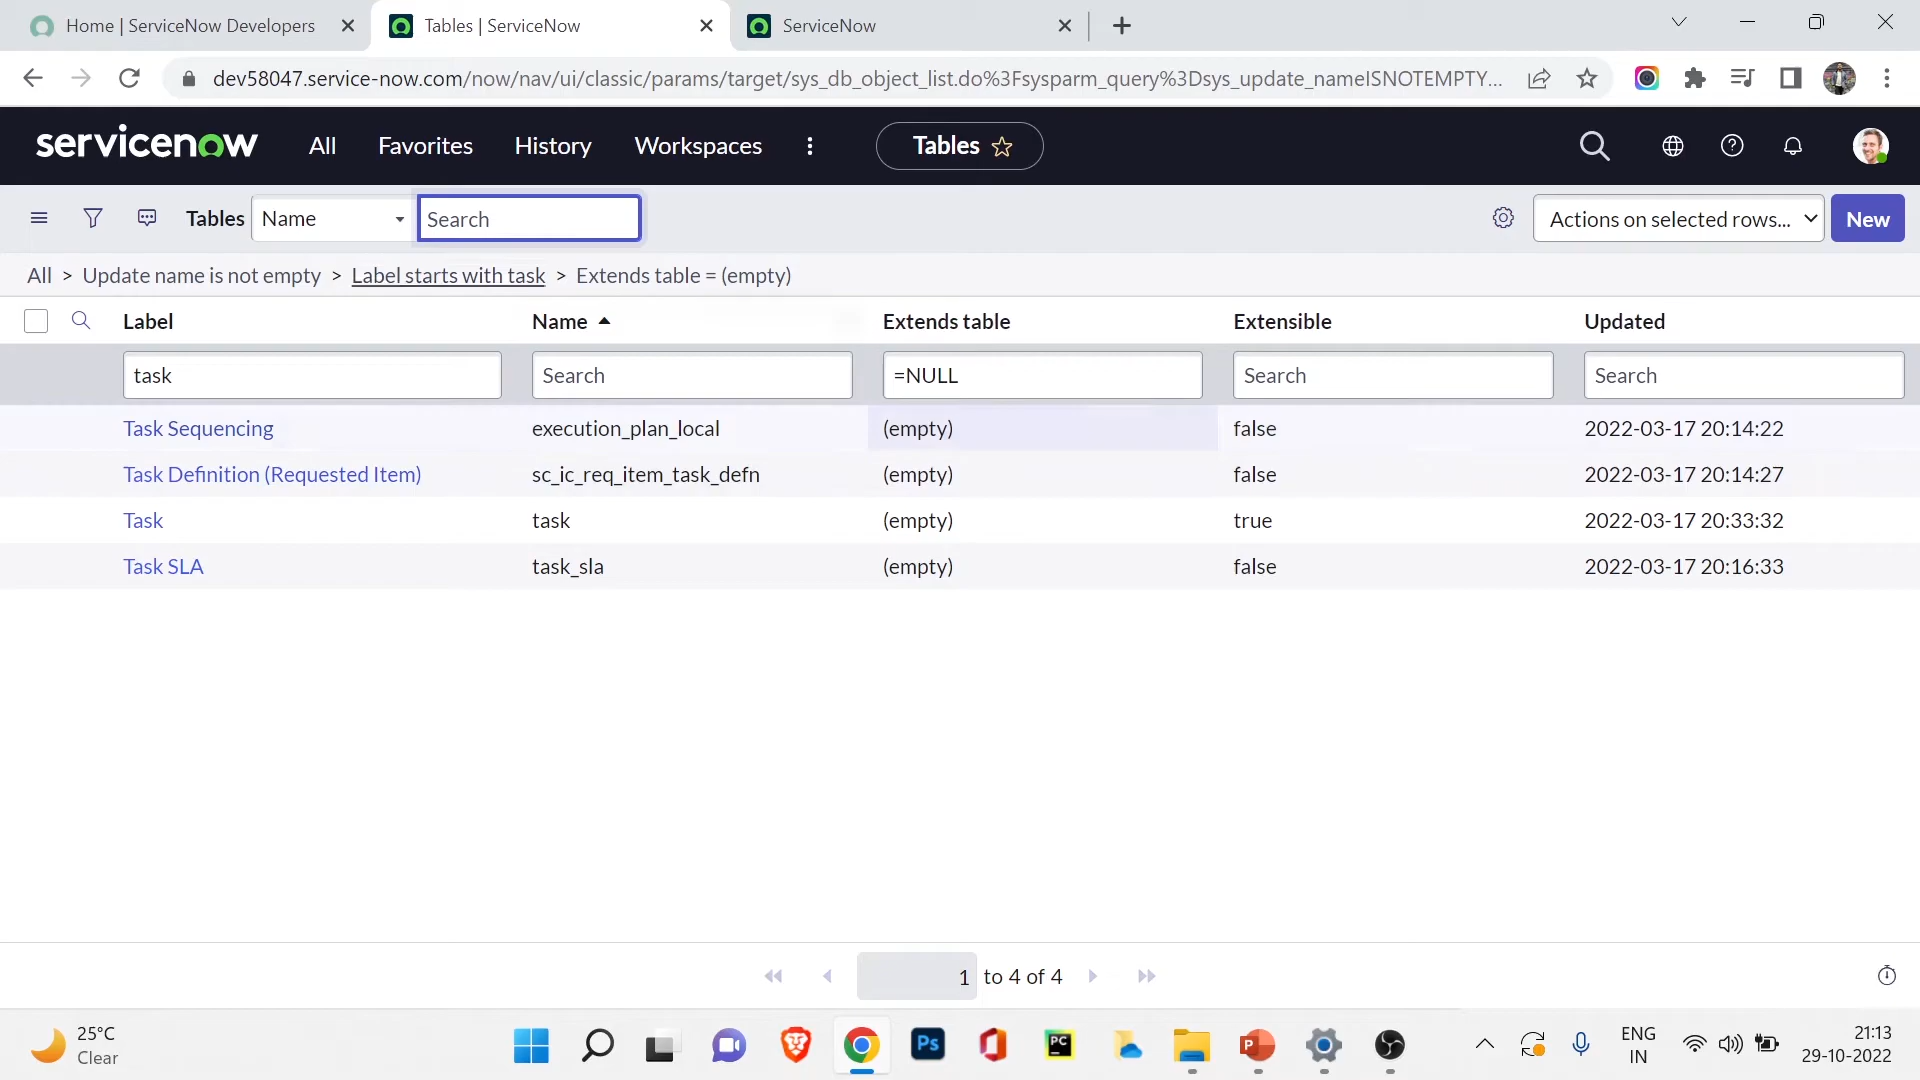 Home | ServiceNow Developers
Tables | ServiceNow
ServiceNow
dev58047.service-now.com/now/nav/ui/classic/params/target/sys_db_object_list.do%3Fsysparm_query%3Dsys_update_nameISNOTEMPTY...
servicenow All Favorites History Workspaces Tables
Tables Name Search Actions on selected rows... New
All > Update name is not empty > Label starts with task > Extends table = (empty)
Label Name Extends table Extensible Updated
task Search =NULL Search Search
Task Sequencing execution_plan_local (empty) false 2022-03-17 20:14:22
Task Definition (Requested Item) sc_ic_req_item_task_defn (empty) false 2022-03-17 20:14:27
Task task (empty) true 2022-03-17 20:33:32
Task SLA task_sla (empty) false 2022-03-17 20:16:33
1 to 4 of 4
25°C
Clear
Ps
PC
P
ENG
IN
21:13
29-10-2022